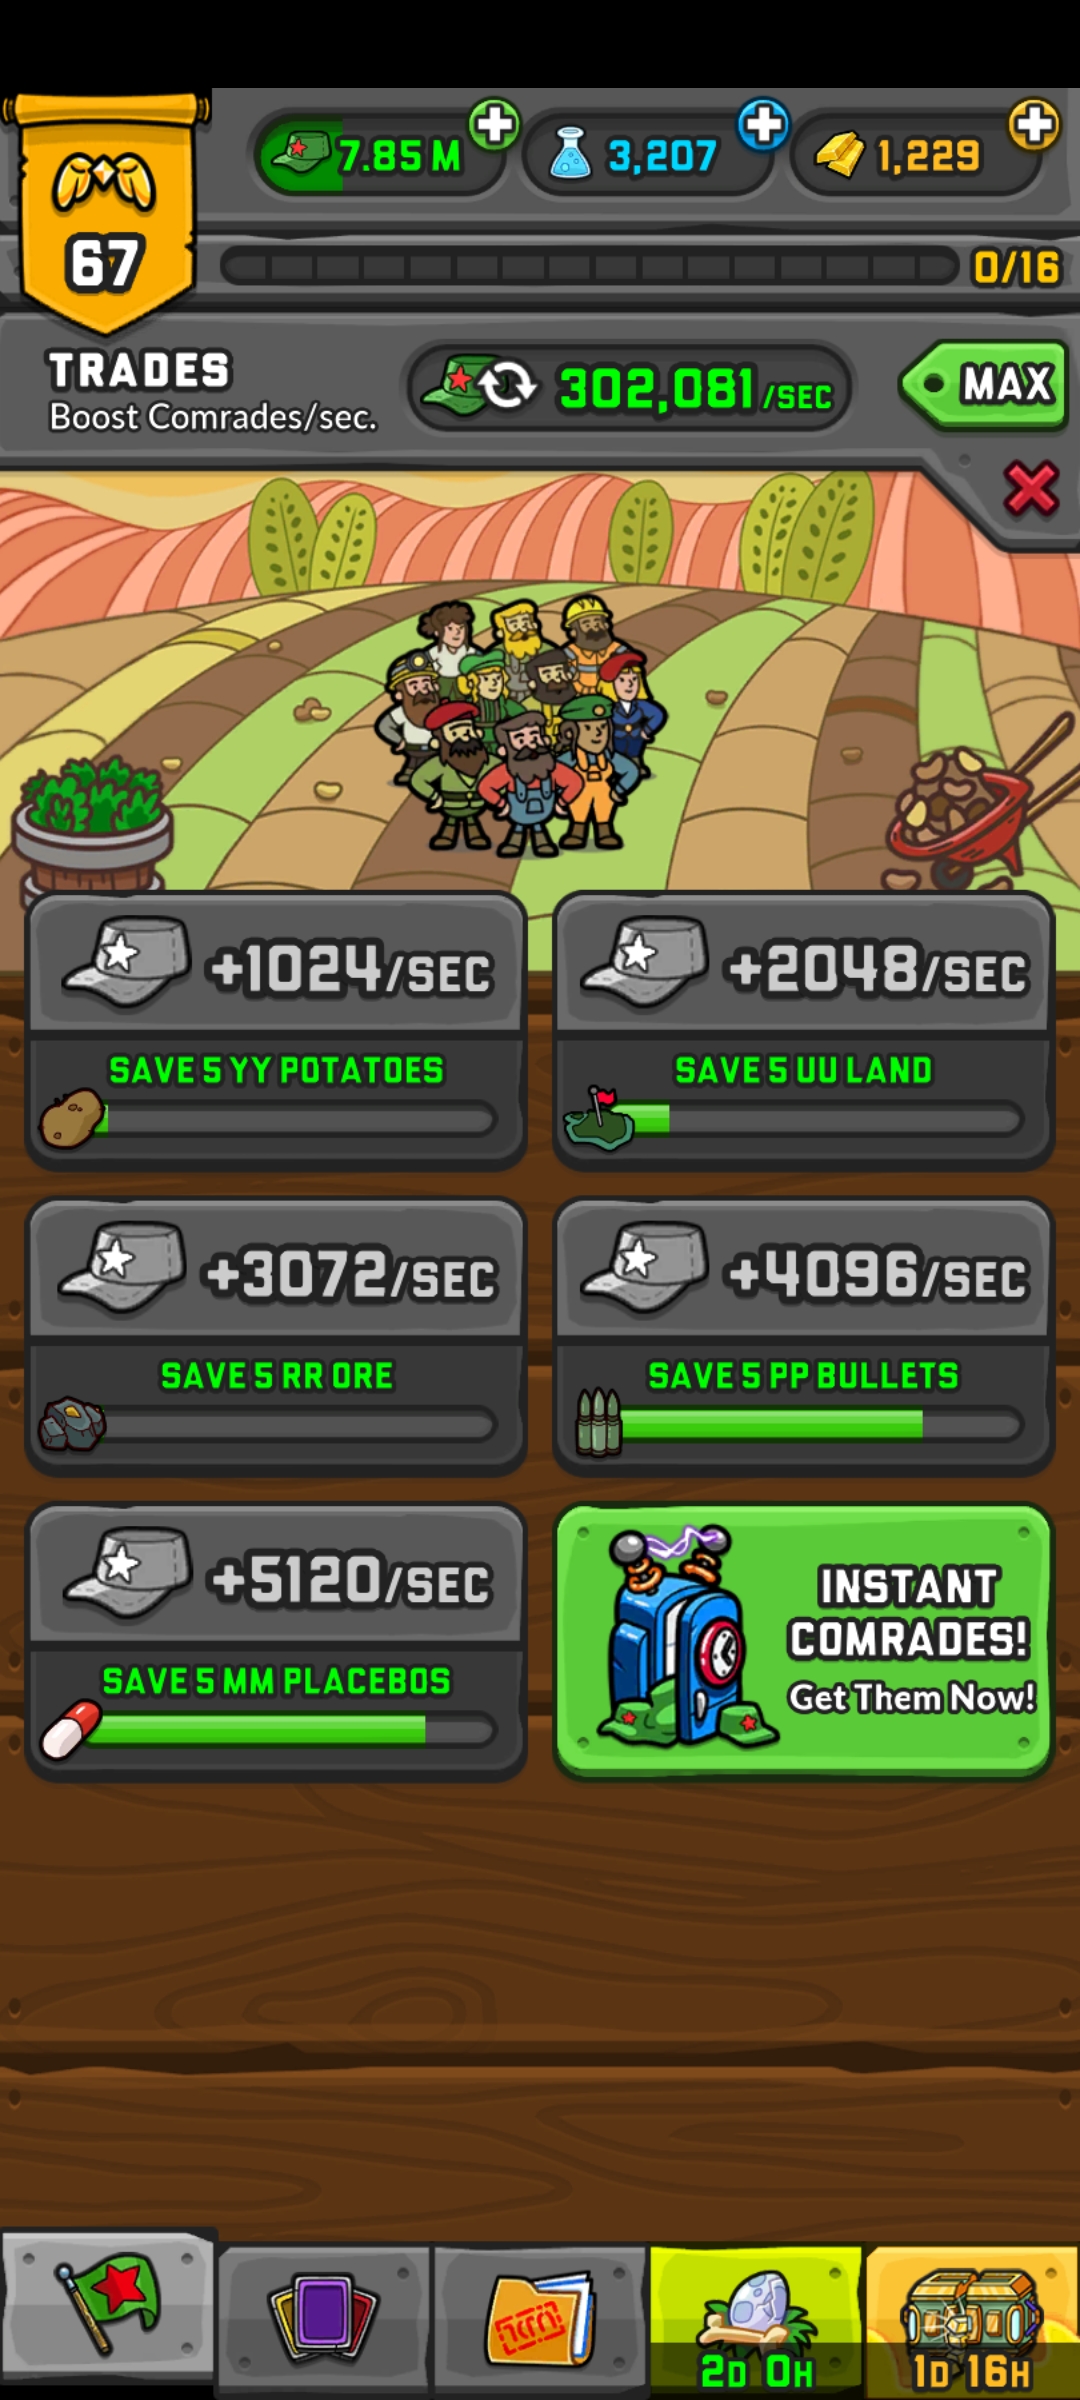 7.85 M
3,207
1,229
67
0/16
TRADES
Boost Comrades/sec.
302,081/SEC
MAX
+1024/SEC
+2048/SEC
SAVE 5 YY POTATOES
SAVE 5 UU LAND
+3072/SEC
+4096/SEC
SAVE 5 RR ORE
SAVE 5 PP BULLETS
+5120/SEC
SAVE 5 MM PLACEBOS
INSTANT
COMRADES!
Get Them Now!
2D 0H
1D 16H